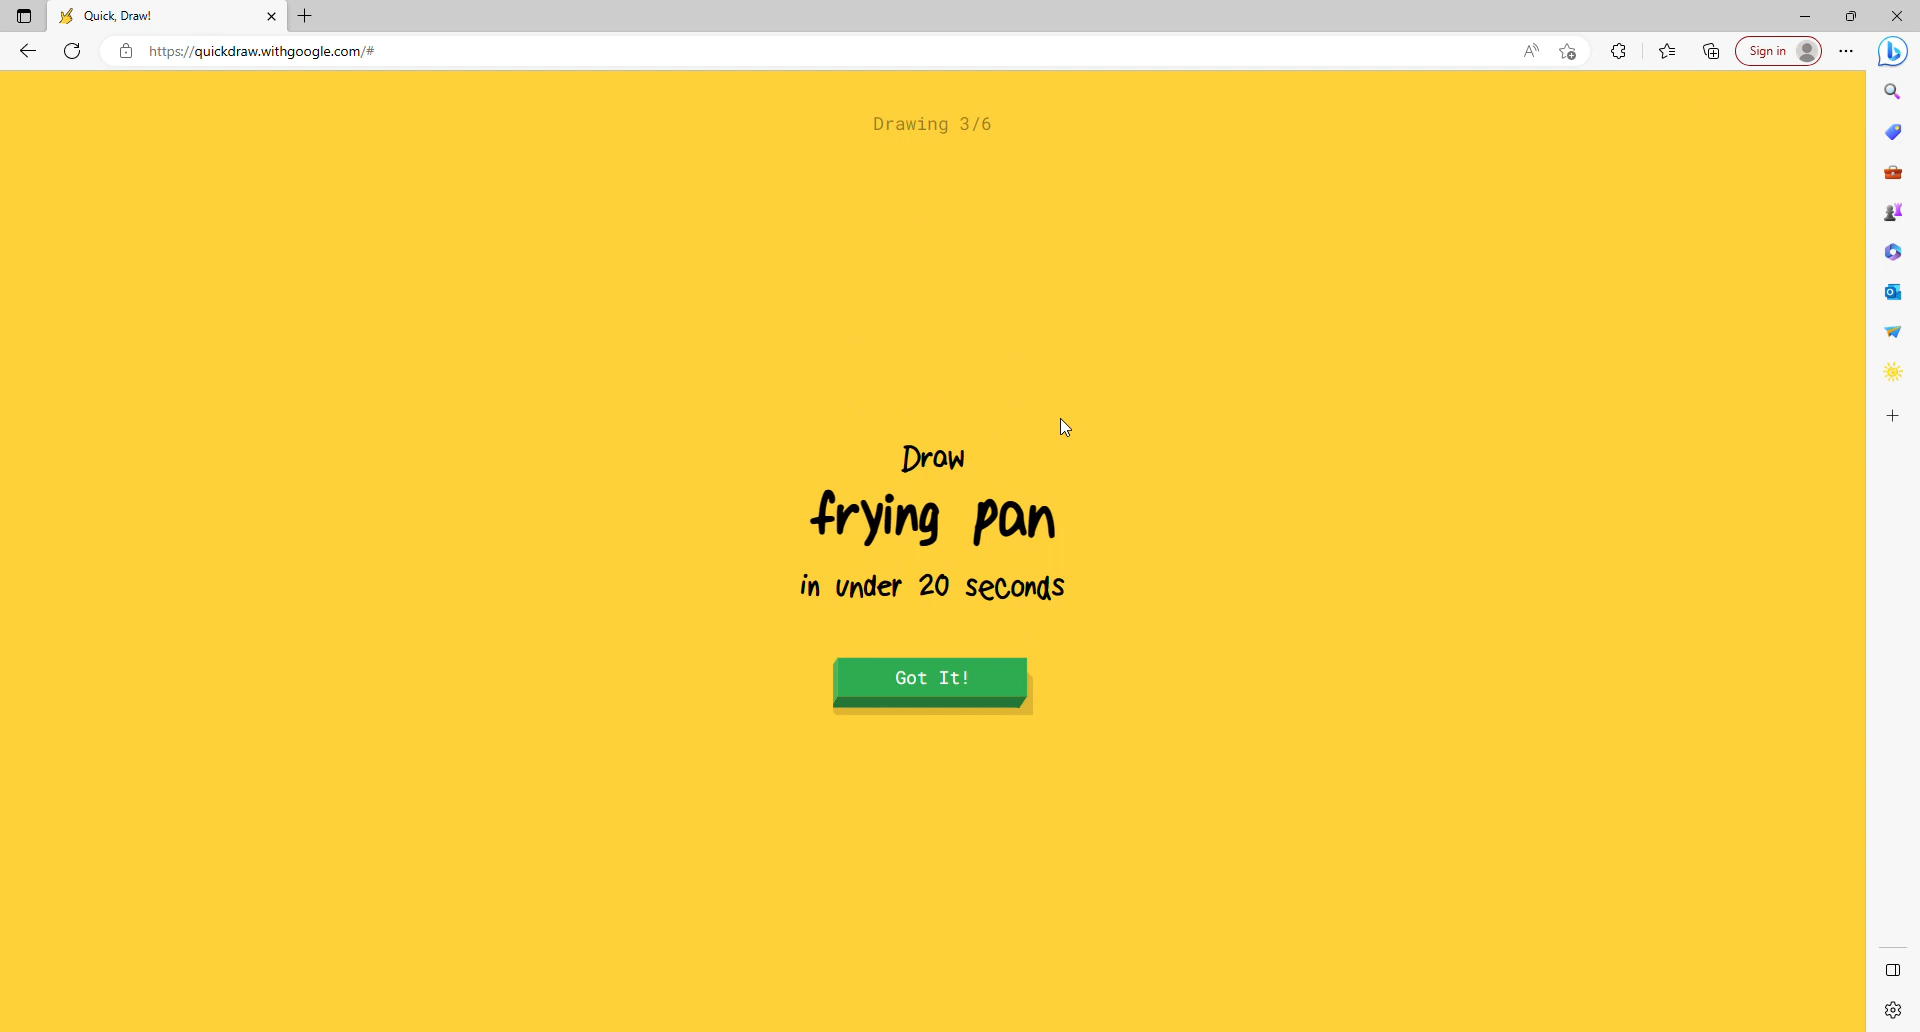 Quick, Draw!
https://quickdraw.withgoogle.com/#
Sign in
Drawing 3/6
Draw
frying pan
in under 20 seconds
Got It!